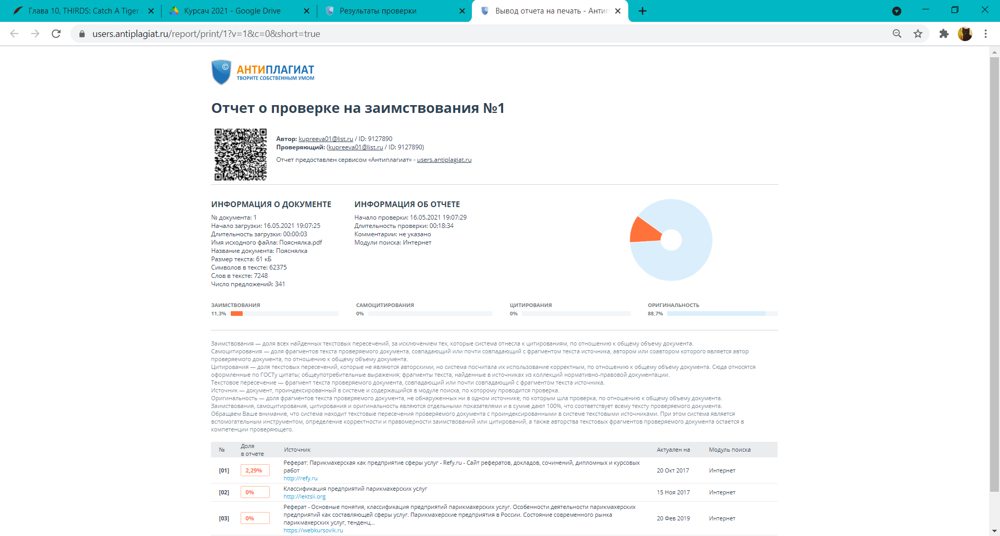 Глава 10, THIRDS: Catch A Tiger
Курсач 2021 - Google Drive
Результаты проверки
Вывод отчета на печать - Анти
users.antiplagiat.ru/report/print/1?v=1&c=0&short=true
©
АНТИПЛАГИАТ
ТВОРИТЕ СОБСТВЕННЫМ УМОМ
Отчет о проверке на заимствования №1
Автор: kupreeva01@list.ru / ID: 9127890
Проверяющий: (kupreeva01@list.ru / ID: 9127890)
Отчет предоставлен сервисом «Антиплагиат» - users.antiplagiat.ru
ИНФОРМАЦИЯ О ДОКУМЕНТЕ
№ документа: 1
Начало загрузки: 16.05.2021 19:07:25
Длительность загрузки: 00:00:03
Имя исходного файла: Пояснялка.pdf
Название документа: Пояснялка
Размер текста: 61 кБ
Символов в тексте: 62375
Слов в тексте: 7248
Число предложений: 341
ИНФОРМАЦИЯ ОБ ОТЧЕТЕ
Начало проверки: 16.05.2021 19:07:29
Длительность проверки: 00:18:34
Комментарии: не указано
Модули поиска: Интернет
ЗАИМСТВОВАНИЯ
11,3%
САМОЦИТИРОВАНИЯ
0%
ЦИТИРОВАНИЯ
0%
ОРИГИНАЛЬНОСТЬ
88,7%
Заимствования — доля всех найденных текстовых пересечений, за исключением тех, которые система отнесла к цитированиям, по отношению к общему объему документа.
Самоцитирования — доля фрагментов текста проверяемого документа, совпадающий или почти совпадающий с фрагментом текста источника, автором или соавтором которого является автор
проверяемого документа, по отношению к общему объему документа.
Цитирования — доля текстовых пересечений, которые не являются авторскими, но система посчитала их использование корректным, по отношению к общему объему документа. Сюда относятся
оформленные по ГОСТу цитаты; общеупотребительные выражения; фрагменты текста, найденные в источниках из коллекций нормативно-правовой документации.
Текстовое пересечение — фрагмент текста проверяемого документа, совпадающий или почти совпадающий с фрагментом текста источника.
Источник — документ, проиндексированный в системе и содержащийся в модуле поиска, по которому проводится проверка.
Оригинальность — доля фрагментов текста проверяемого документа, не обнаруженных ни в одном источнике, по которым шла проверка, по отношению к общему объему документа.
Заимствования, самоцитирования, цитирования и оригинальность являются отдельными показателями и в сумме дают 100%, что соответствует всему тексту проверяемого документа.
Обращаем Ваше внимание, что система находит текстовые пересечения проверяемого документа с проиндексированными в системе текстовыми источниками. При этом система является
вспомогательным инструментом, определение корректности и правомерности заимствований или цитирований, а также авторства текстовых фрагментов проверяемого документа остается в
компетенции проверяющего.
№
Доля
в отчете
Источник
Актуален на
Модуль поиска
[01]
2,29%
Реферат: Парикмахерская как предприятие сферы услуг - Refy.ru - Сайт рефератов, докладов, сочинений, дипломных и курсовых
работ
http://refy.ru
20 Окт 2017
Интернет
[02]
0%
Классификация предприятий парикмахерских услуг
http://lektsii.org
15 Ноя 2017
Интернет
[03]
0%
Реферат - Основные понятия, классификация предприятий парикмахерских услуг. Особенности деятельности парикмахерских
предприятий как составляющей сферы услуг. Парикмахерские предприятия в России. Состояние современного рынка
парикмахерских услуг, тенденц...
https://webkursovik.ru
20 Фев 2019
Интернет